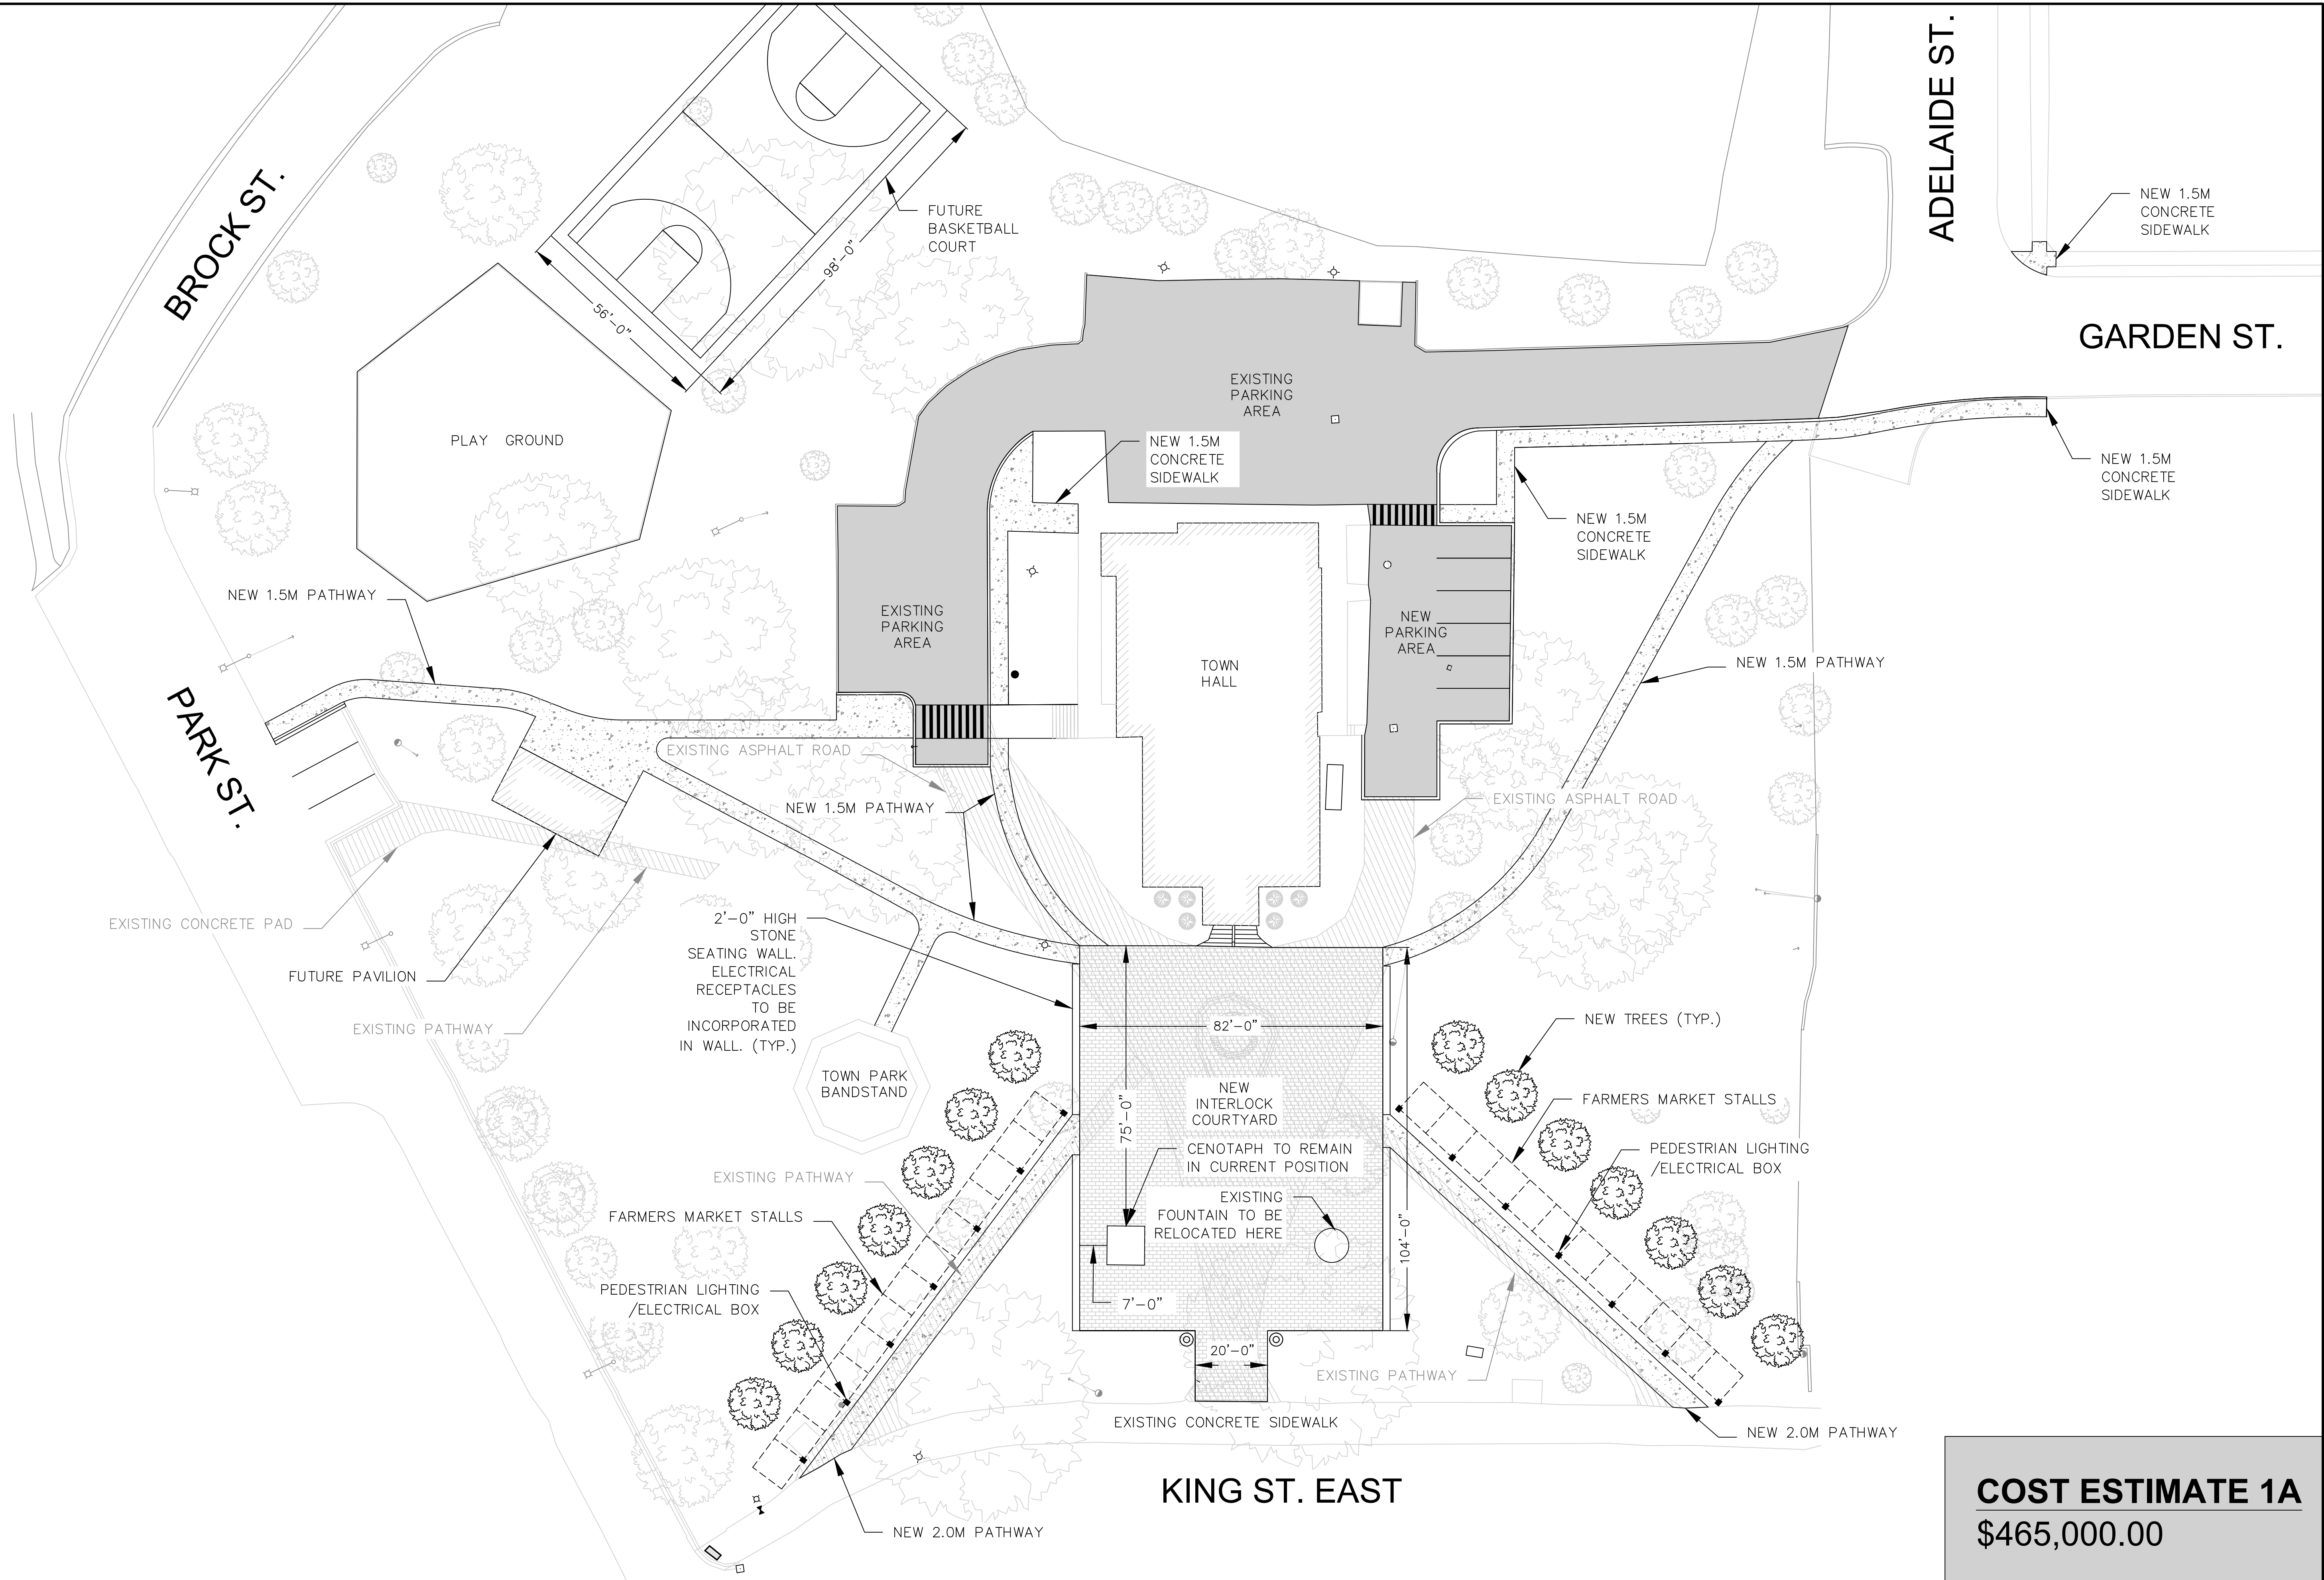 ADELAIDE ST.
BROCK ST.
NEW 1.5M
CONCRETE
SIDEWALK
FUTURE
BASKETBALL
COURT
98'-0"
56'-0"
GARDEN ST.
EXISTING
PARKING
AREA
PLAY GROUND
NEW 1.5M
CONCRETE
SIDEWALK
NEW 1.5M
CONCRETE
SIDEWALK
NEW 1.5M
CONCRETE
SIDEWALK
NEW 1.5M PATHWAY
EXISTING
PARKING
AREA
NEW
PARKING
AREA
TOWN
HALL
NEW 1.5M PATHWAY
PARK ST.
EXISTING ASPHALT ROAD
NEW 1.5M PATHWAY
EXISTING ASPHALT ROAD
EXISTING CONCRETE PAD
2'-0" HIGH
STONE
SEATING WALL.
ELECTRICAL
RECEPTACLES
TO BE
INCORPORATED
IN WALL. (TYP.)
FUTURE PAVILION
EXISTING PATHWAY
82'-0"
NEW TREES (TYP.)
TOWN PARK
BANDSTAND
NEW
INTERLOCK
COURTYARD
75'-0"
FARMERS MARKET STALLS
CENOTAPH TO REMAIN
IN CURRENT POSITION
PEDESTRIAN LIGHTING
/ELECTRICAL BOX
EXISTING PATHWAY
EXISTING
FOUNTAIN TO BE
RELOCATED HERE
FARMERS MARKET STALLS
104'-0"
PEDESTRIAN LIGHTING
/ELECTRICAL BOX
7'-0"
20'-0"
EXISTING PATHWAY
EXISTING CONCRETE SIDEWALK
NEW 2.0M PATHWAY
KING ST. EAST
NEW 2.0M PATHWAY
COST ESTIMATE 1A
$465,000.00